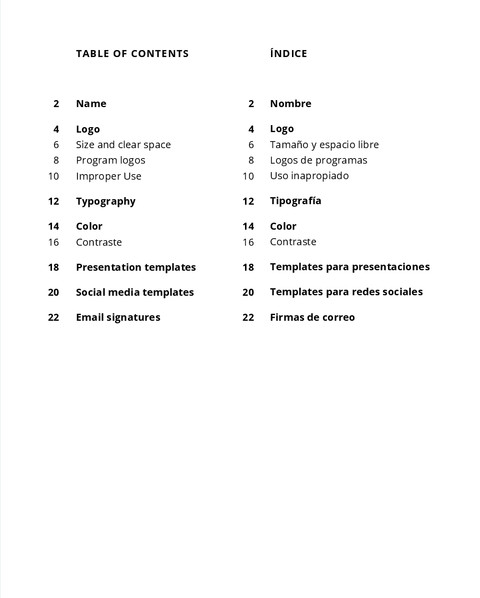 TABLE OF CONTENTS
2 Name
4 Logo
6 Size and clear space
8 Program logos
10 Improper Use
12 Typography
14 Color
16 Contraste
18 Presentation templates
20 Social media templates
22 Email signatures
ÍNDICE
2 Nombre
4 Logo
6 Tamaño y espacio libre
8 Logos de programas
10 Uso inapropiado
12 Tipografía
14 Color
16 Contraste
18 Templates para presentaciones
20 Templates para redes sociales
22 Firmas de correo